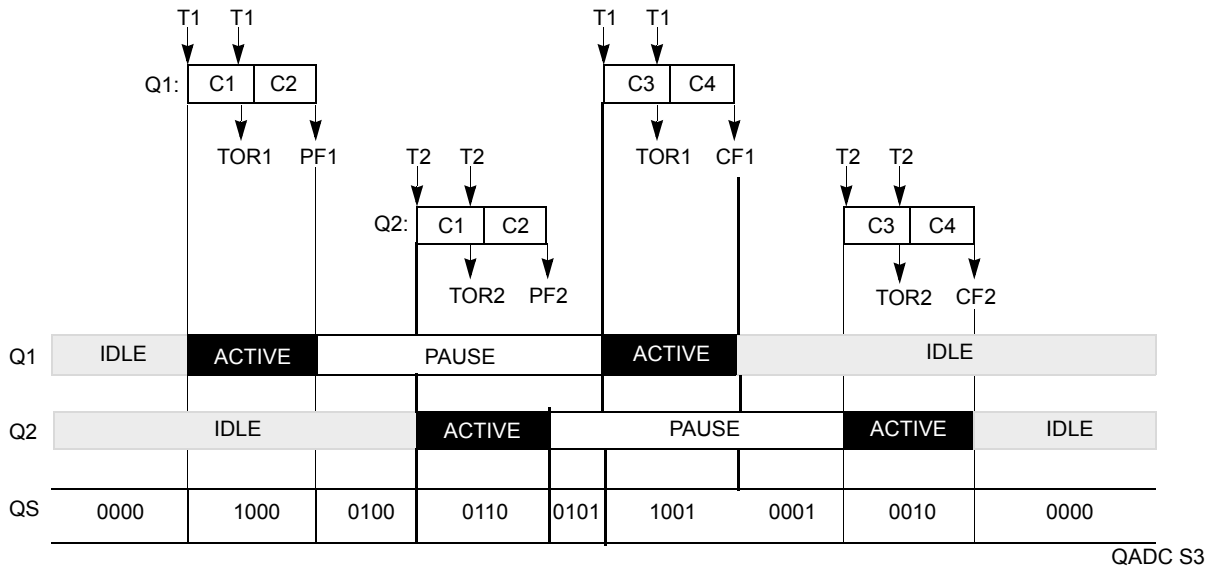 T1 T1 T1 T1
Q1: C1 C2 C3 C4
TOR1 PF1 T2 T2 TOR1 CF1 T2 T2
Q2: C1 C2 C3 C4
TOR2 PF2 TOR2 CF2
Q1 IDLE ACTIVE PAUSE ACTIVE IDLE
Q2 IDLE ACTIVE PAUSE ACTIVE IDLE
QS 0000 1000 0100 0110 0101 1001 0001 0010 0000
QADC S3